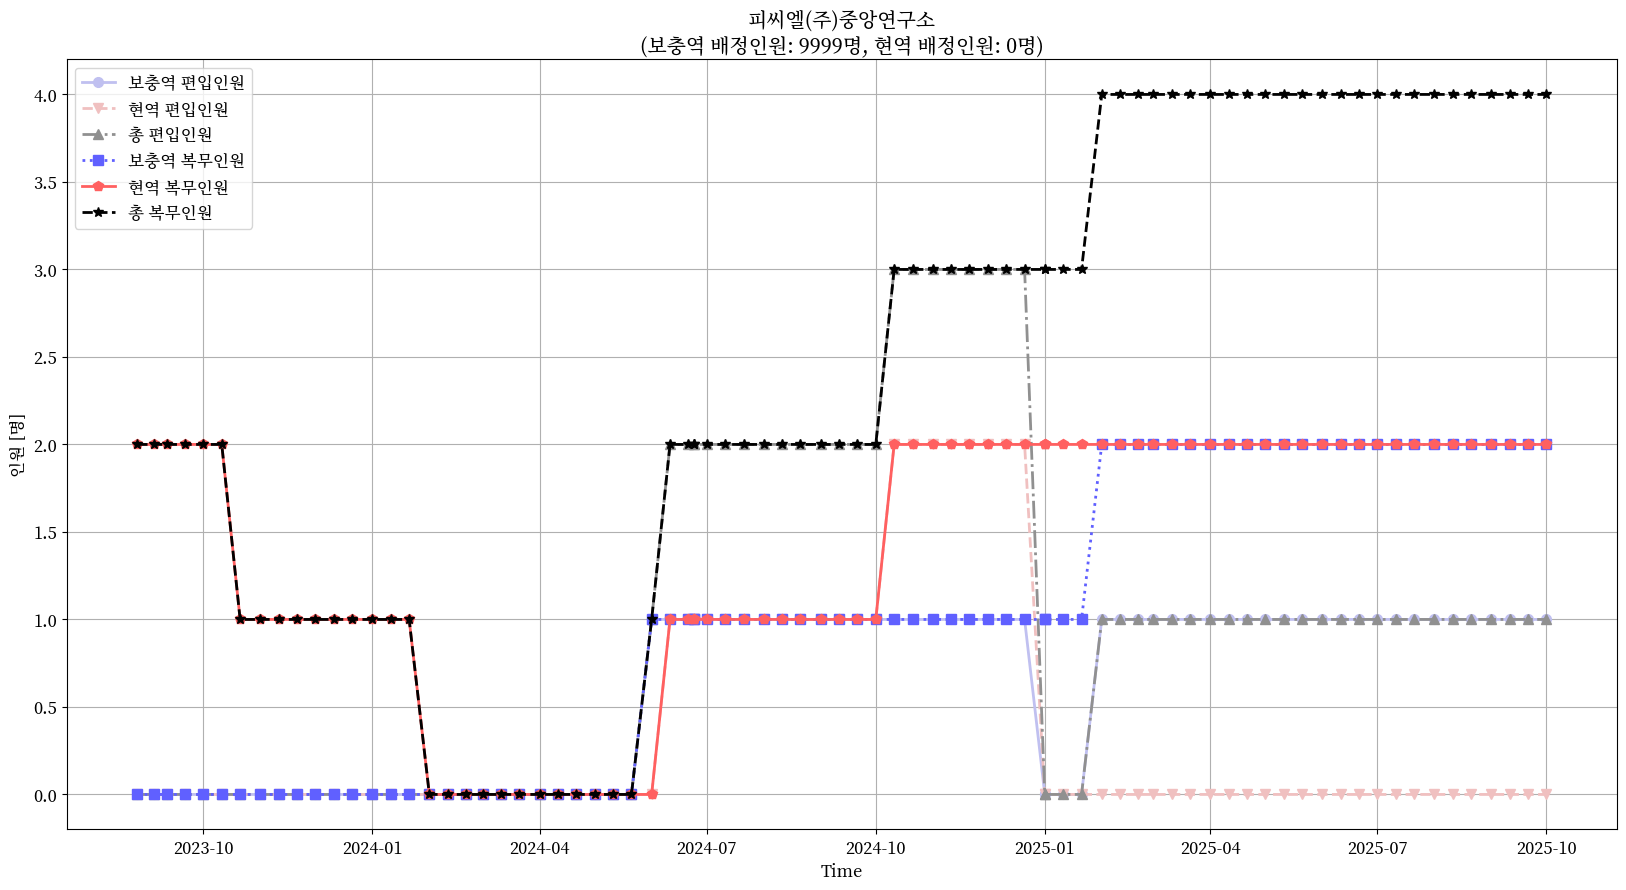 피씨엘(주)중앙연구소
(보충역 배정인원: 9999명, 현역 배정인원: 0명)
보충역 편입인원
현역 편입인원
총 편입인원
보충역 복무인원
현역 복무인원
총 복무인원
인원 [명]
4.0
3.5
3.0
2.5
2.0
1.5
1.0
0.5
0.0
2023-10
2024-01
2024-04
2024-07
2024-10
2025-01
2025-04
2025-07
2025-10
Time